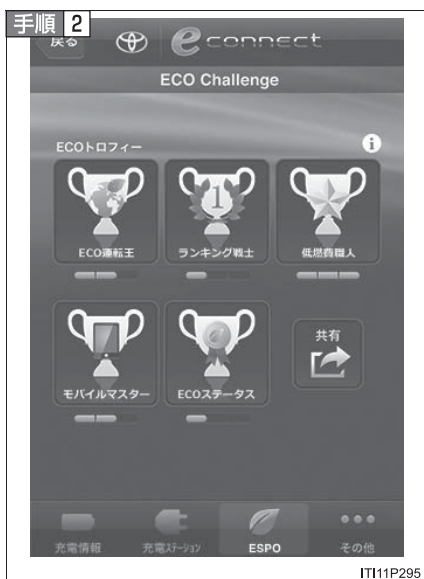 手順 2
戻る e connect
ECO Challenge
ECOトロフィー i
1
ECO運転王 ランキング戦士 低燃費職人
共有
モバイルマスター ECOステータス
充電情報 充電ステーション ESPO その他
ITI11P295